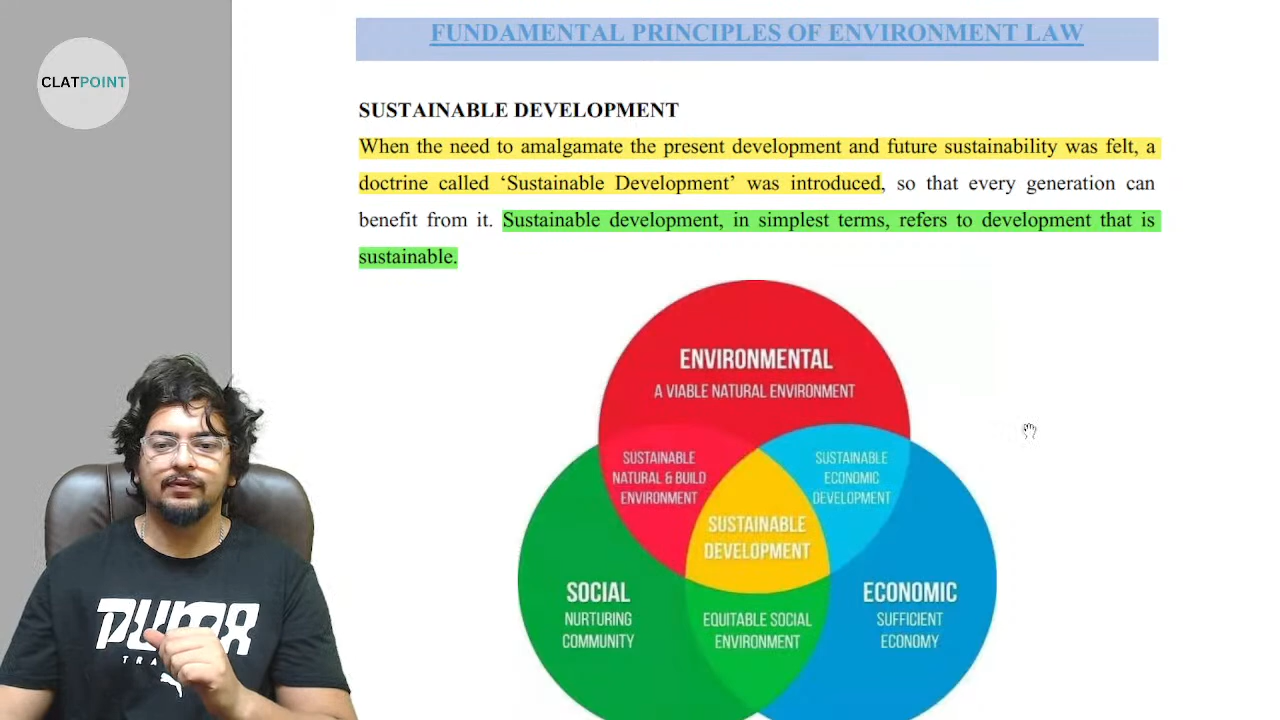 CLATPOINT
FUNDAMENTAL PRINCIPLES OF ENVIRONMENT LAW
SUSTAINABLE DEVELOPMENT
When the need to amalgamate the present development and future sustainability was felt, a
doctrine called ‘Sustainable Development’ was introduced, so that every generation can
benefit from it. Sustainable development, in simplest terms, refers to development that is
sustainable.
ENVIRONMENTAL
A VIABLE NATURAL ENVIRONMENT
SUSTAINABLE
NATURAL & BUILD
ENVIRONMENT
SUSTAINABLE
ECONOMIC
DEVELOPMENT
SUSTAINABLE
DEVELOPMENT
SOCIAL
NURTURING
COMMUNITY
EQUITABLE SOCIAL
ENVIRONMENT
ECONOMIC
SUFFICIENT
ECONOMY
PUMA